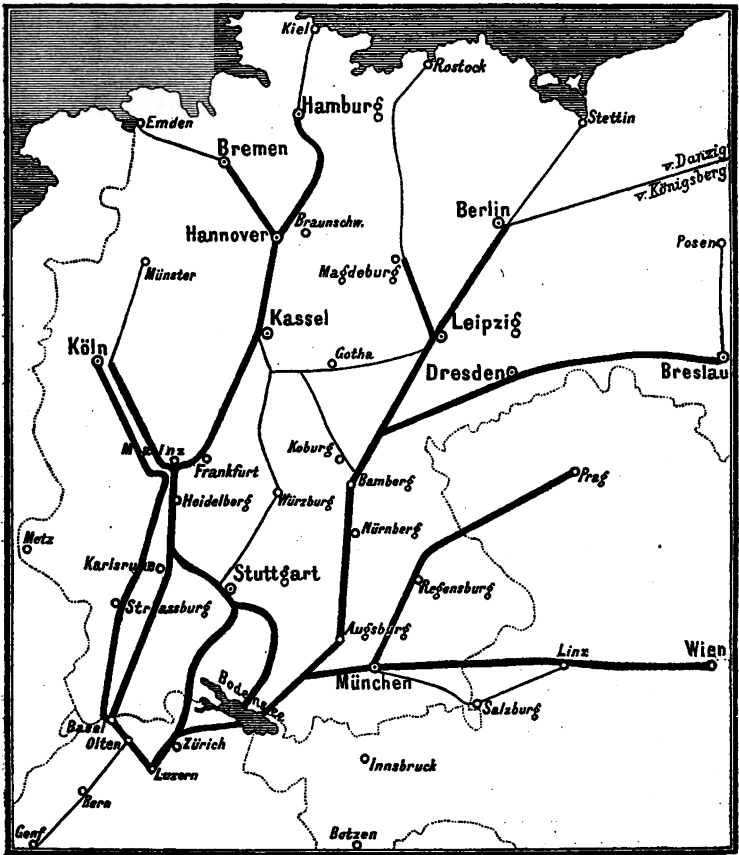 Kiel
Rostock
Hamburg
Stettin
Emden
Bremen
v. Danzig
v. Königsberg
Berlin
Braunschw.
Hannover
Posen
Münster
Magdeburg
Kassel
Leipzig
Köln
Gotha
Dresden
Breslau
Mainz
Frankfurt
Koburg
Bamberg
Prag
Heidelberg
Würzburg
Nürnberg
Metz
Karlsruhe
Stuttgart
Regensburg
Strassburg
Augsburg
Linz
Wien
München
Bodensee
Salzburg
Basel
Olten
Zürich
Luzern
Innsbruck
Bern
Genf
Botzen